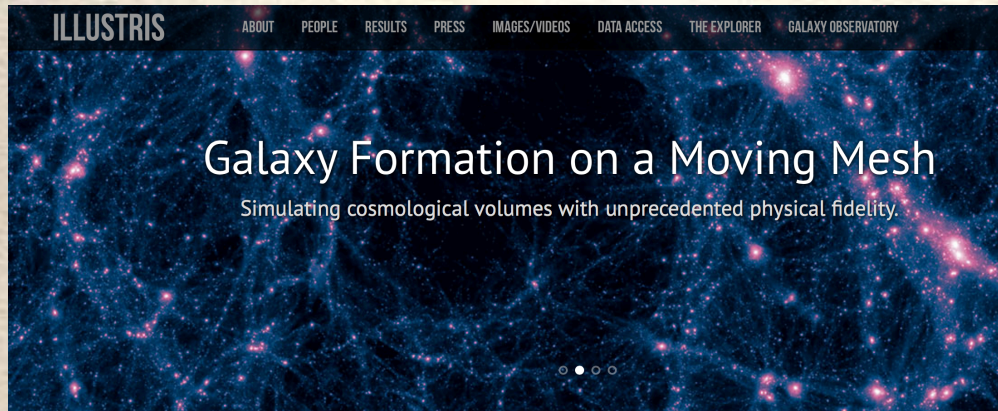 ILLUSTRIS ABOUT PEOPLE RESULTS PRESS IMAGES/VIDEOS DATA ACCESS THE EXPLORER GALAXY OBSERVATORY
Galaxy Formation on a Moving Mesh
Simulating cosmological volumes with unprecedented physical fidelity.